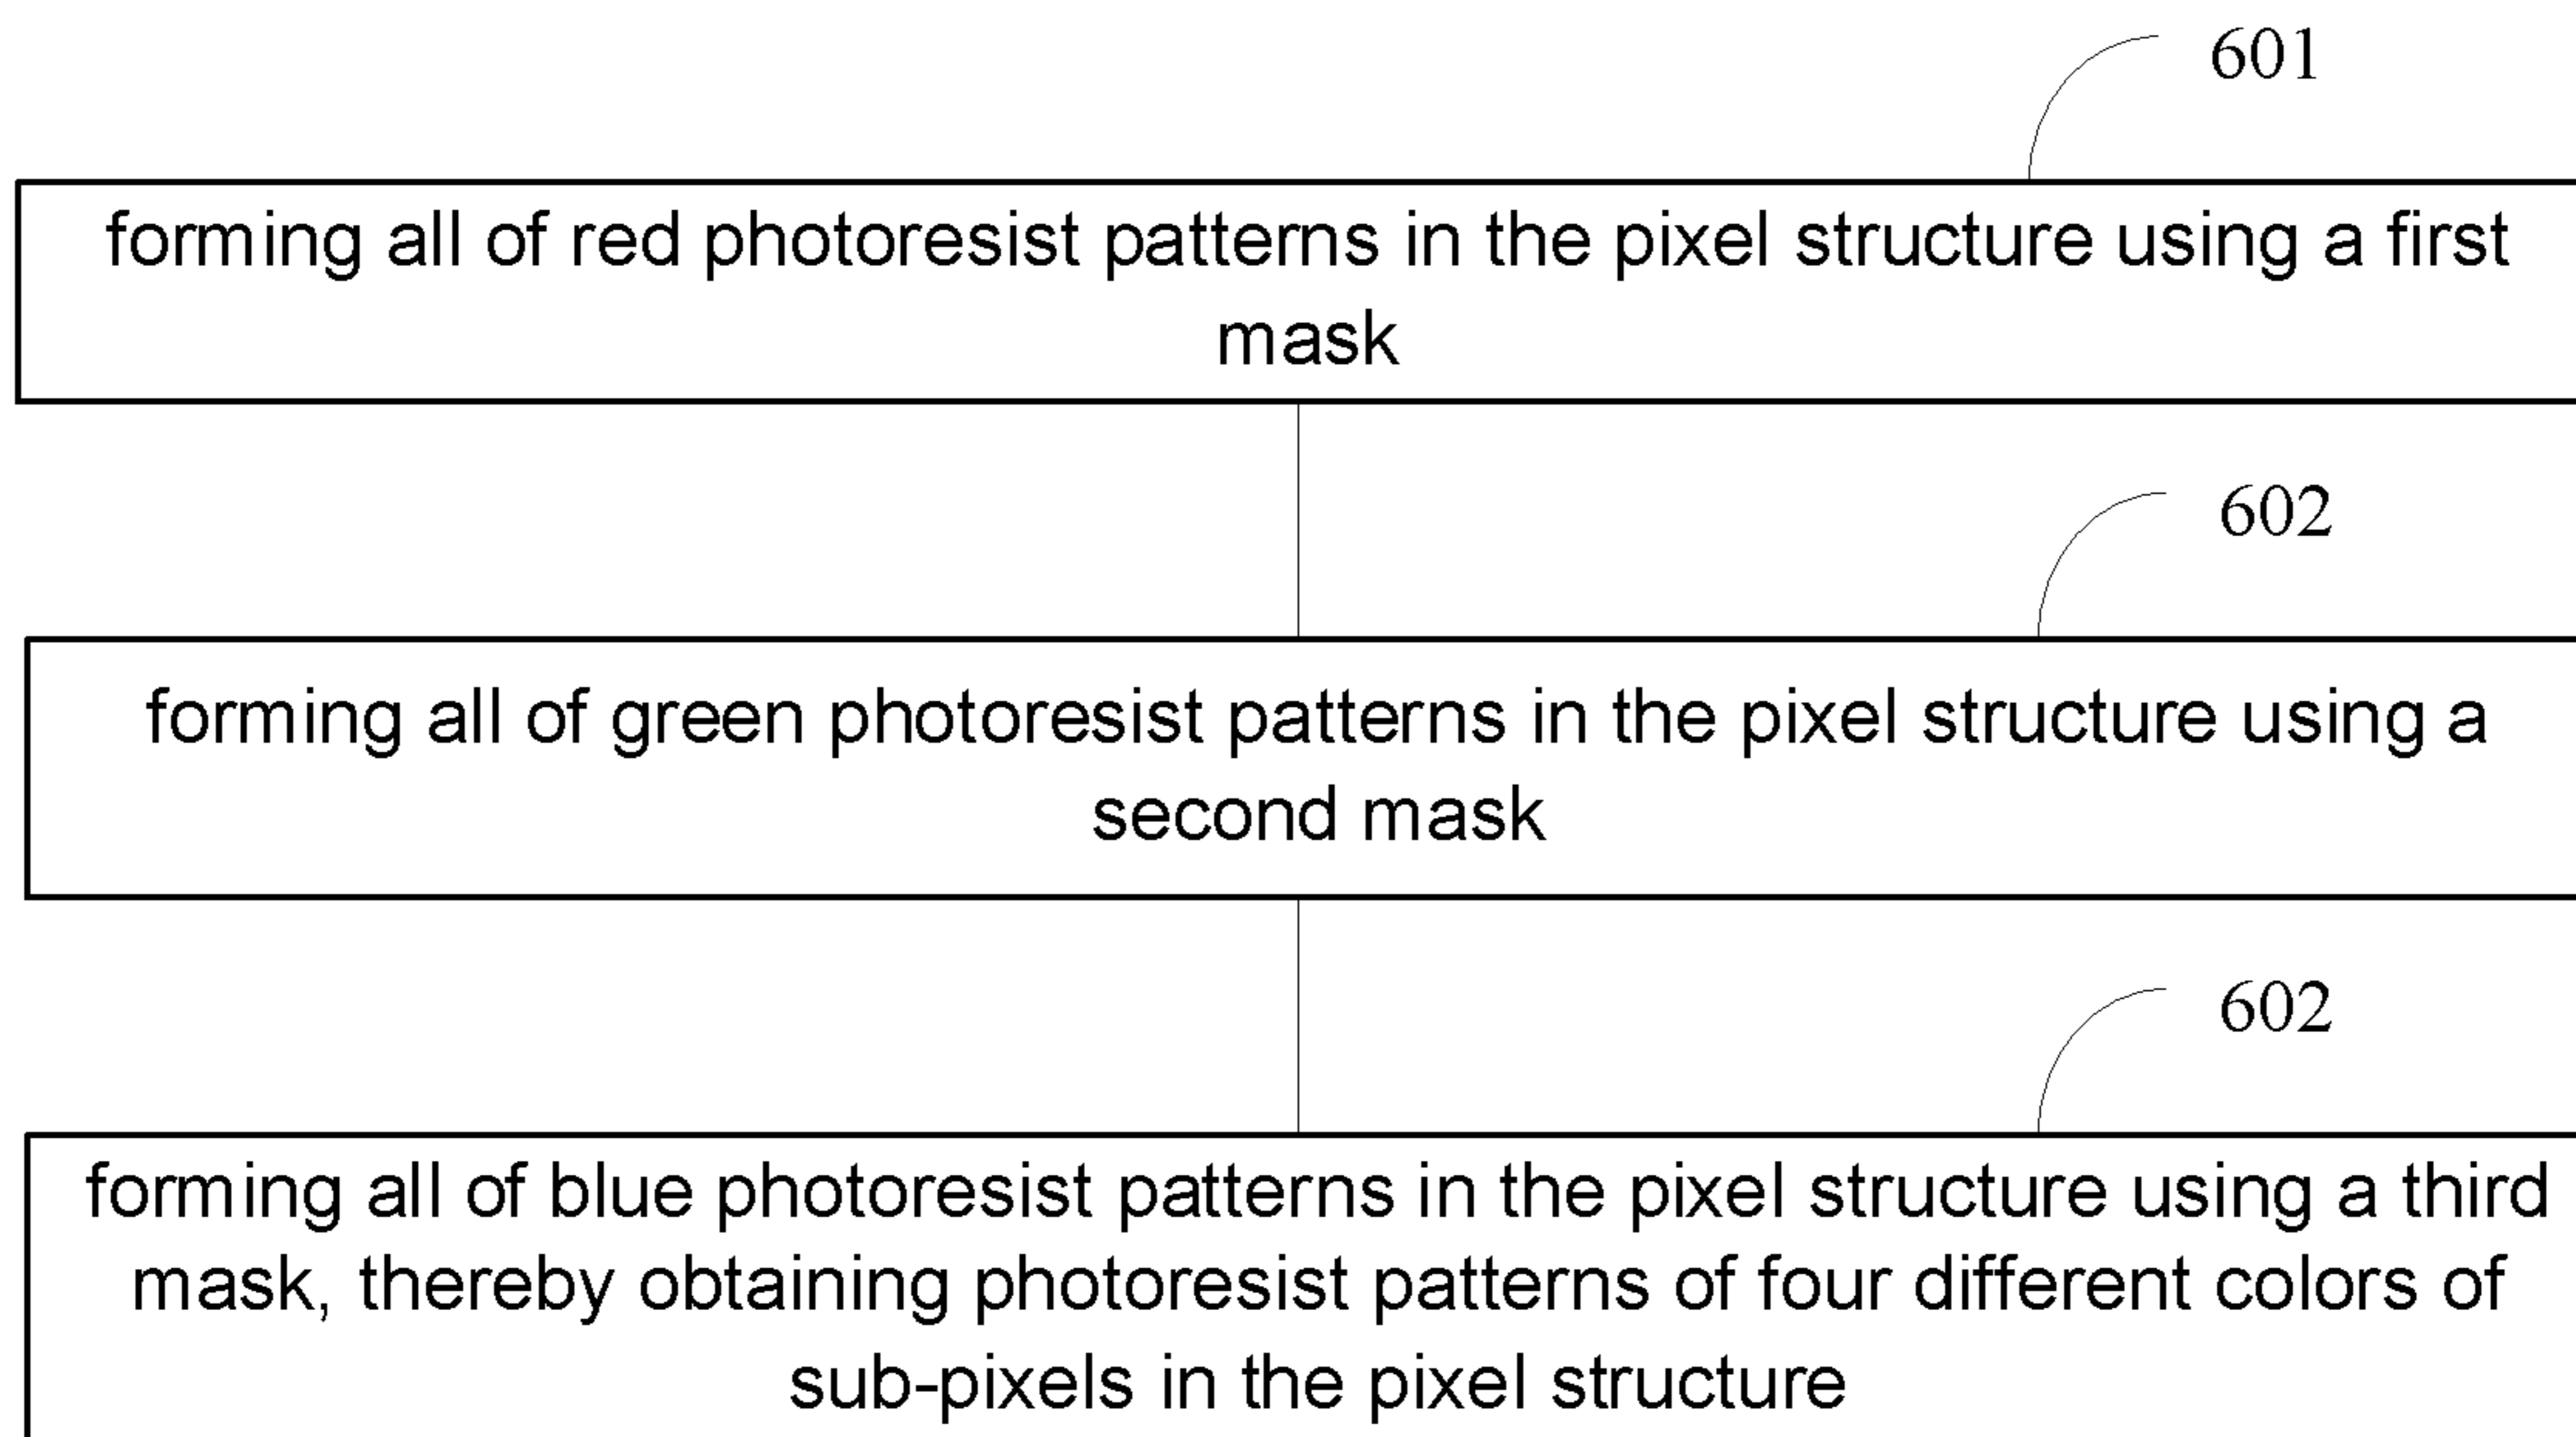 601
forming all of red photoresist patterns in the pixel structure using a first
mask
602
forming all of green photoresist patterns in the pixel structure using a
second mask
602
forming all of blue photoresist patterns in the pixel structure using a third
mask, thereby obtaining photoresist patterns of four different colors of
sub-pixels in the pixel structure